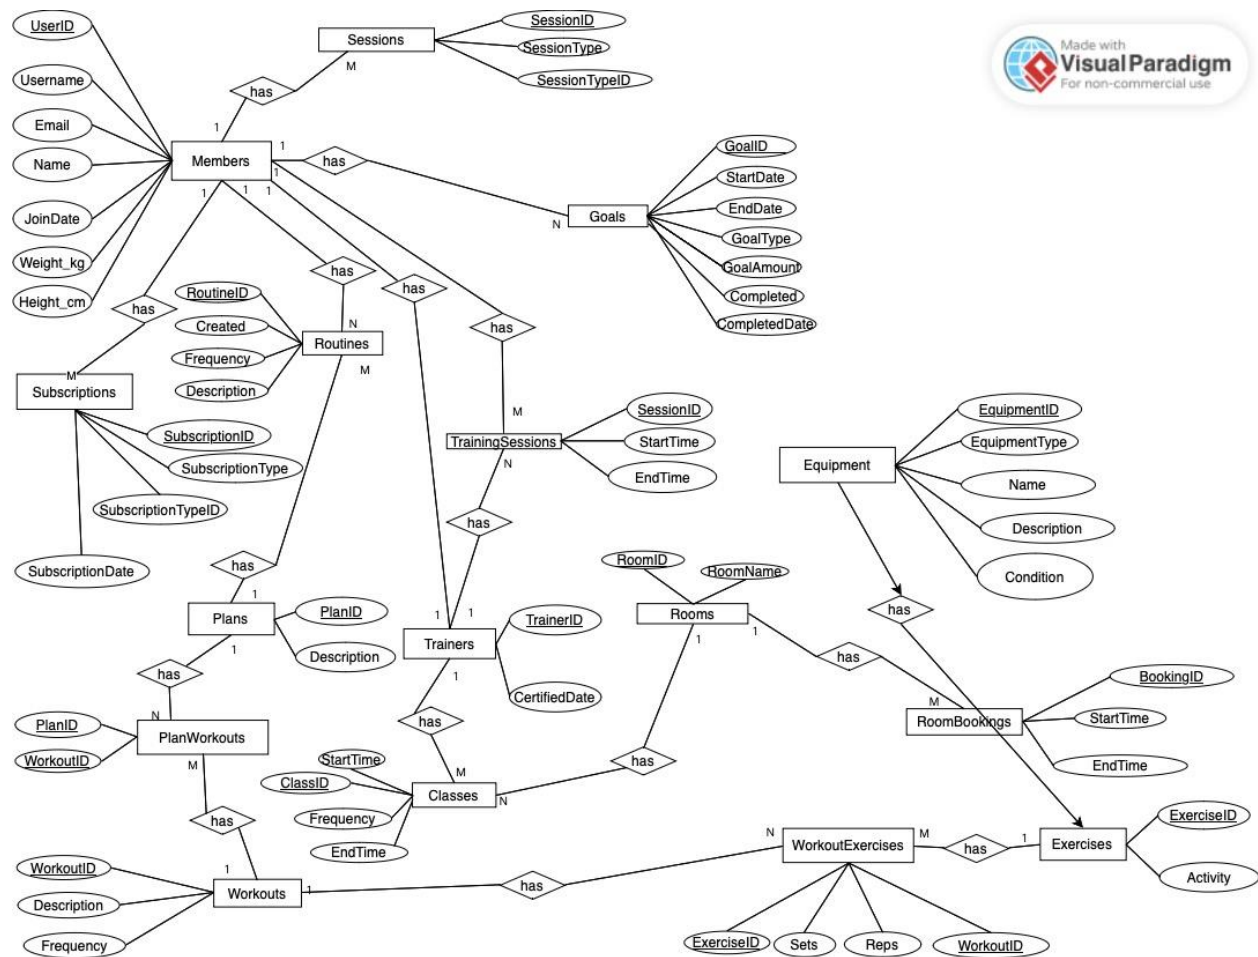 UserID
Username
Email
Name
JoinDate
Weight_kg
Height_cm
Sessions
SessionID
SessionType
SessionTypeID
M
has
1
Made with
Visual Paradigm
For non-commercial use
Members
1
has
1
1
1
1
N
Goals
GoalID
StartDate
EndDate
GoalType
GoalAmount
Completed
CompletedDate
has
has
has
has
RoutineID
Created
Frequency
Description
N
Routines
M
M
Subscriptions
SubscriptionID
SubscriptionType
SubscriptionTypeID
SubscriptionDate
M
TrainingSessions
N
SessionID
StartTime
EndTime
has
Equipment
EquipmentID
EquipmentType
Name
Description
Condition
has
has
1
Plans
1
PlanID
Description
1
1
Trainers
1
TrainerID
CertifiedDate
RoomID
RoomName
Rooms
1
1
has
has
BookingID
StartTime
EndTime
M
RoomBookings
has
N
PlanWorkouts
M
PlanID
WorkoutID
has
StartTime
ClassID
Frequency
EndTime
M
Classes
N
has
has
WorkoutID
Description
Frequency
1
Workouts
1
has
N
WorkoutExercises
M
has
1
Exercises
ExerciseID
Activity
ExerciseID
Sets
Reps
WorkoutID